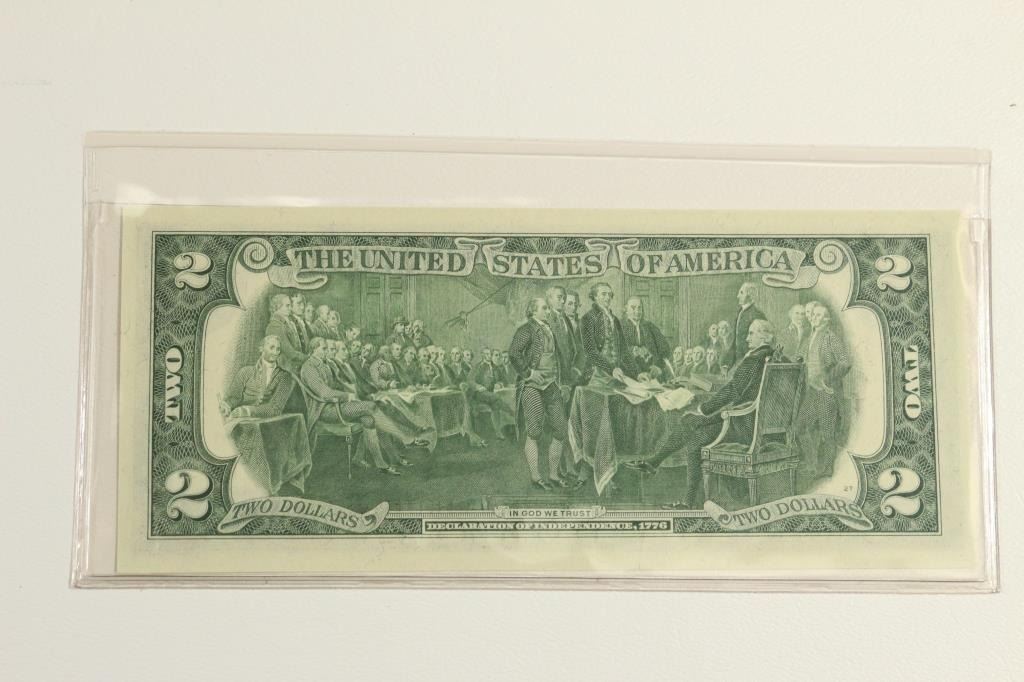 THE UNITED STATES OF AMERICA
2 2
TWO TWO
2 2
27
TWO DOLLARS IN GOD WE TRUST TWO DOLLARS
DECLARATION OF INDEPENDENCE, 1776